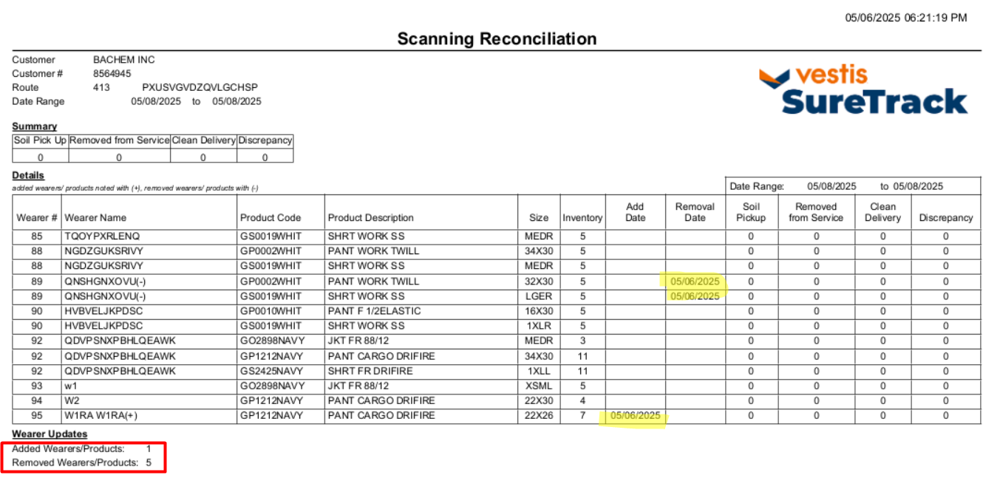 05/06/2025 06:21:19 PM
Scanning Reconciliation
Customer BACHEM INC
Customer # 8564945
Route 413 PXUSVGVDZQVLGCHSP
Date Range 05/08/2025 to 05/08/2025
vestis
SureTrack
Summary
Soil Pick Up Removed from Service Clean Delivery Discrepancy
0 0 0 0
Details
added wearers/ products noted with (+), removed wearers/ products with (-)
Date Range: 05/08/2025 to 05/08/2025
Wearer # Wearer Name Product Code Product Description Size Inventory Add Date Removal Date Soil Pickup Removed from Service Clean Delivery Discrepancy
85 TQOYPXRLENQ GS0019WHIT SHRT WORK SS MEDR 5 0 0 0 0
88 NGDZGUKSRIVY GP0002WHIT PANT WORK TWILL 34X30 5 0 0 0 0
88 NGDZGUKSRIVY GS0019WHIT SHRT WORK SS MEDR 5 0 0 0 0
89 QNSHGNXOVU(-) GP0002WHIT PANT WORK TWILL 32X30 5 05/06/2025 0 0 0 0
89 QNSHGNXOVU(-) GS0019WHIT SHRT WORK SS LGER 5 05/06/2025 0 0 0 0
90 HVBVELJKPDSC GP0010WHIT PANT F 1/2ELASTIC 16X30 5 0 0 0 0
90 HVBVELJKPDSC GS0019WHIT SHRT WORK SS 1XLR 5 0 0 0 0
92 QDVPSNXPBHLQEAWK GO2898NAVY JKT FR 88/12 MEDR 3 0 0 0 0
92 QDVPSNXPBHLQEAWK GP1212NAVY PANT CARGO DRIFIRE 34X30 11 0 0 0 0
92 QDVPSNXPBHLQEAWK GS2425NAVY SHRT FR DRIFIRE 1XLL 11 0 0 0 0
93 w1 GO2898NAVY JKT FR 88/12 XSML 5 0 0 0 0
94 W2 GP1212NAVY PANT CARGO DRIFIRE 22X30 4 0 0 0 0
95 W1RA W1RA(+) GP1212NAVY PANT CARGO DRIFIRE 22X26 7 05/06/2025 0 0 0 0
Wearer Updates
Added Wearers/Products: 1
Removed Wearers/Products: 5